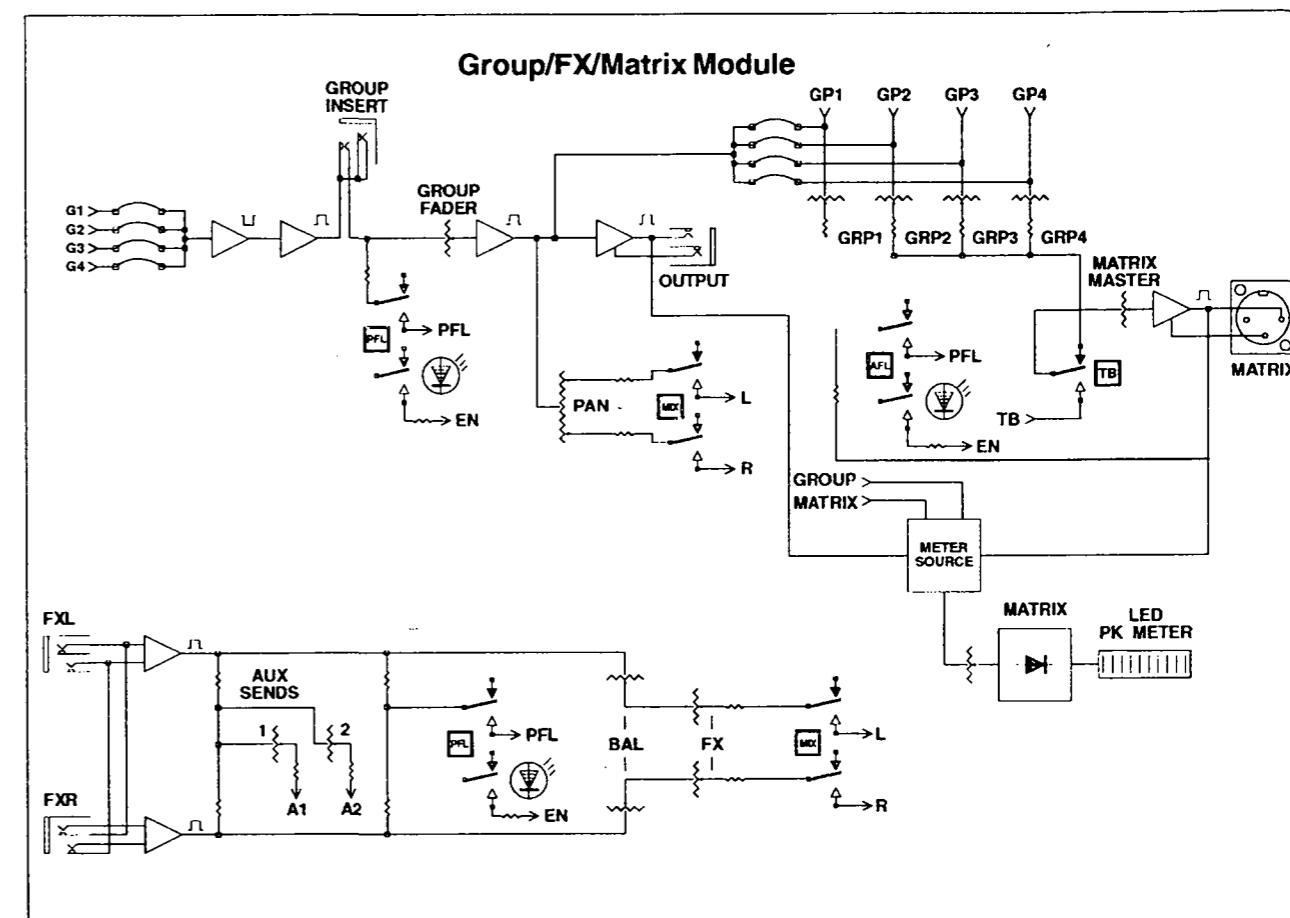 Group/FX/Matrix Module
GROUP
INSERT
GP1 GP2 GP3 GP4
GROUP
FADER
G1
G2
G3
G4
GRP1 GRP2 GRP3 GRP4
OUTPUT
MATRIX
MASTER
MATRIX
PFL
PFL
EN
PAN
MIX
L
R
AFL
PFL
EN
TB
TB
GROUP
MATRIX
METER
SOURCE
MATRIX
LED
PK METER
FXL
FXR
AUX
SENDS
1 2
A1 A2
PFL
PFL
EN
BAL
FX
MIX
L
R